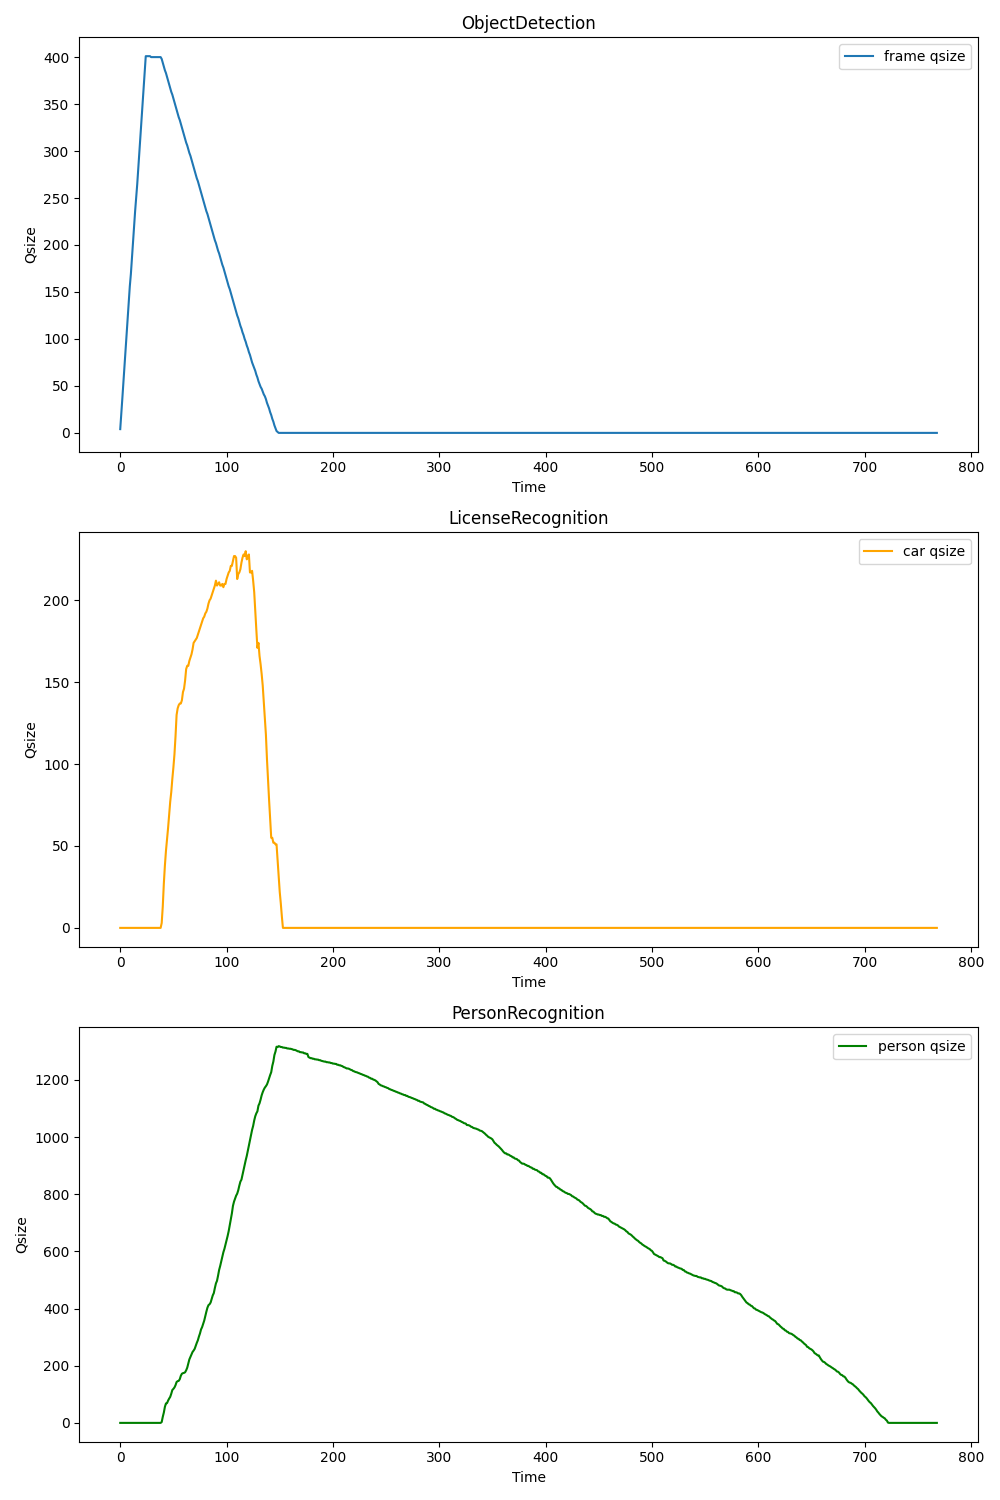 ObjectDetection
frame qsize
400
350
300
250
200
150
100
50
0
Qsize
0 100 200 300 400 500 600 700 800
Time
LicenseRecognition
car qsize
200
150
100
50
0
Qsize
0 100 200 300 400 500 600 700 800
Time
PersonRecognition
person qsize
1200
1000
800
600
400
200
0
Qsize
0 100 200 300 400 500 600 700 800
Time